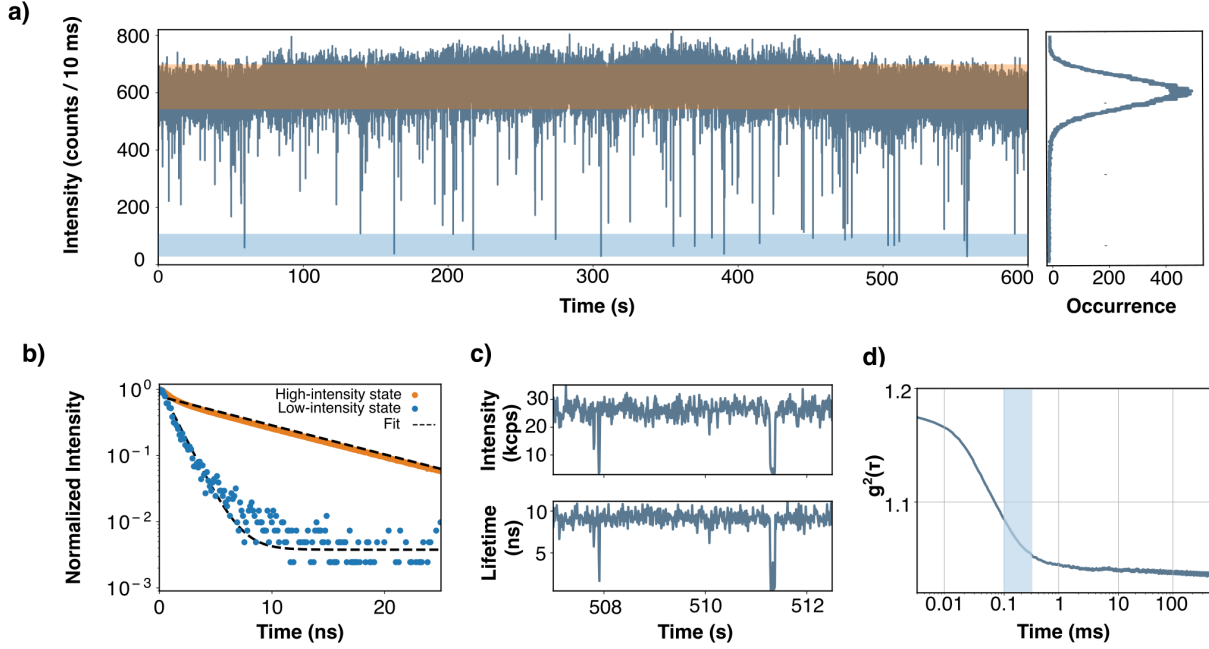 a)
Intensity (counts / 10 ms)
800
600
400
200
0
0 100 200 300 400 500 600
Time (s)
0 200 400
Occurrence
b)
Normalized Intensity
10⁰
10⁻¹
10⁻²
10⁻³
High-intensity state
Low-intensity state
Fit
0 10 20
Time (ns)
c)
Intensity
(kcps)
30
20
10
Lifetime
(ns)
10
5
508 510 512
Time (s)
d)
g²(τ)
1.2
1.1
0.01 0.1 1 10 100
Time (ms)